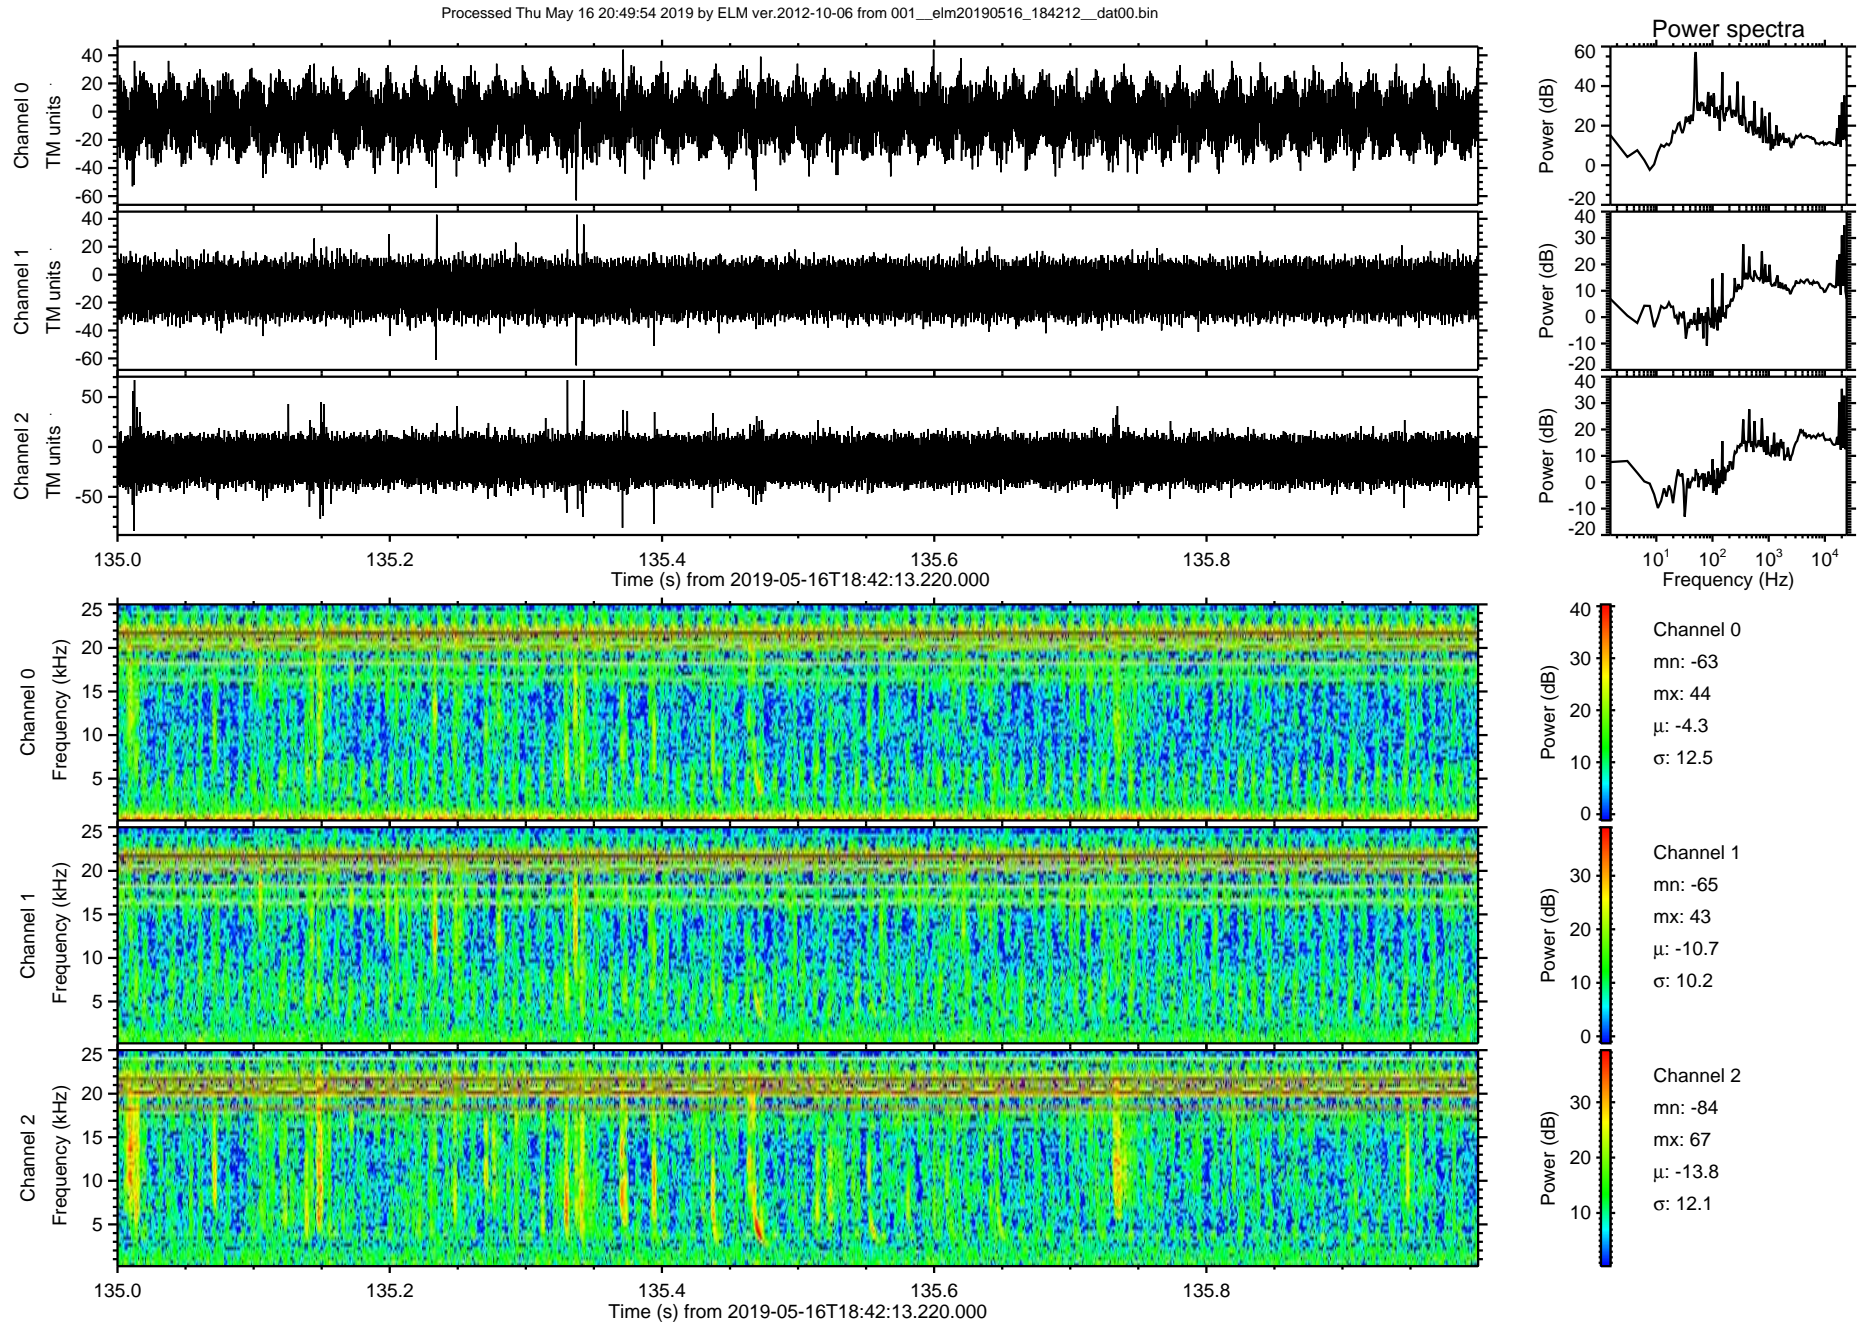 Processed Thu May 16 20:49:54 2019 by ELM ver.2012-10-06 from 001__elm20190516_184212__dat00.bin
Power spectra
Channel 0
TM units
40
20
0
-20
-40
-60
Power (dB)
60
40
20
0
-20
Channel 1
TM units
40
20
0
-20
-40
-60
Power (dB)
40
30
20
10
0
-10
-20
Channel 2
TM units
50
0
-50
Power (dB)
40
30
20
10
0
-10
-20
135.0 135.2 135.4 135.6 135.8
Time (s) from 2019-05-16T18:42:13.220.000
10^1 10^2 10^3 10^4
Frequency (Hz)
Channel 0
Frequency (kHz)
25
20
15
10
5
Power (dB)
40
30
20
10
0
Channel 0
mn: -63
mx: 44
μ: -4.3
σ: 12.5
Channel 1
Frequency (kHz)
25
20
15
10
5
Power (dB)
30
20
10
0
Channel 1
mn: -65
mx: 43
μ: -10.7
σ: 10.2
Channel 2
Frequency (kHz)
25
20
15
10
5
Power (dB)
30
20
10
Channel 2
mn: -84
mx: 67
μ: -13.8
σ: 12.1
135.0 135.2 135.4 135.6 135.8
Time (s) from 2019-05-16T18:42:13.220.000